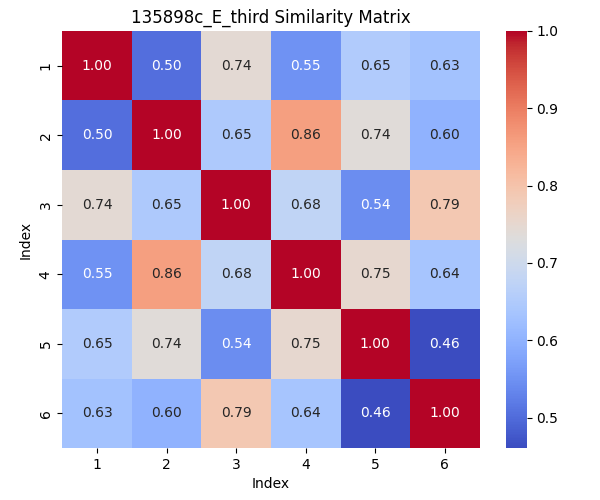 135898c_E_third Similarity Matrix
1 1.00 0.50 0.74 0.55 0.65 0.63
2 0.50 1.00 0.65 0.86 0.74 0.60
3 0.74 0.65 1.00 0.68 0.54 0.79
4 0.55 0.86 0.68 1.00 0.75 0.64
5 0.65 0.74 0.54 0.75 1.00 0.46
6 0.63 0.60 0.79 0.64 0.46 1.00
1 2 3 4 5 6
Index
Index
1.0
0.9
0.8
0.7
0.6
0.5